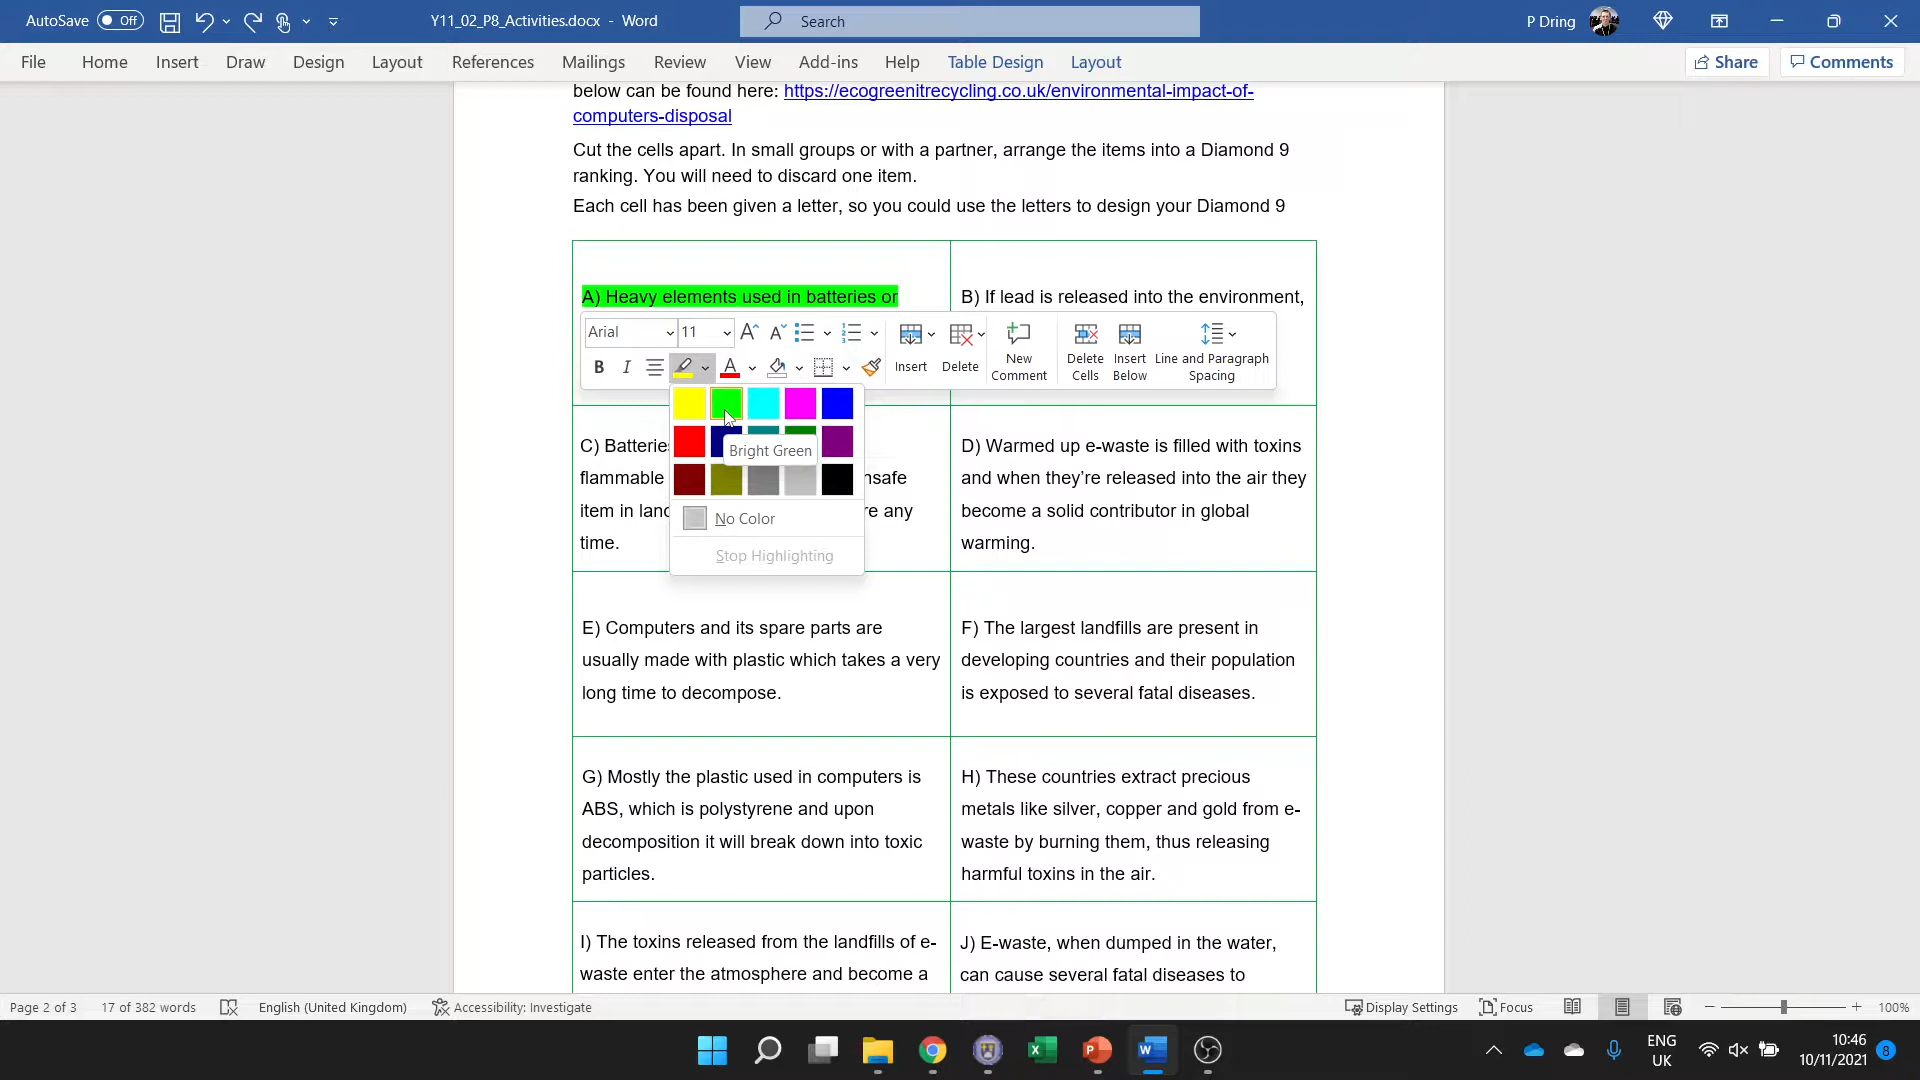 AutoSave Off Y11_02_P8_Activities.docx - Word Search P Dring
File Home Insert Draw Design Layout References Mailings Review View Add-ins Help Table Design Layout Share Comments
below can be found here: https://ecogreenitrecycling.co.uk/environmental-impact-of-
computers-disposal
Cut the cells apart. In small groups or with a partner, arrange the items into a Diamond 9
ranking. You will need to discard one item.
Each cell has been given a letter, so you could use the letters to design your Diamond 9
A) Heavy elements used in batteries or
B) If lead is released into the environment,
Arial 11
Insert Delete
New
Comment
Delete
Cells
Insert
Below
Line and Paragraph
Spacing
Bright Green
No Color
Stop Highlighting
C) Batteries
flammable
item in
time.
re any
D) Warmed up e-waste is filled with toxins
and when they’re released into the air they
become a solid contributor in global
warming.
E) Computers and its spare parts are
usually made with plastic which takes a very
long time to decompose.
F) The largest landfills are present in
developing countries and their population
is exposed to several fatal diseases.
G) Mostly the plastic used in computers is
ABS, which is polystyrene and upon
decomposition it will break down into toxic
particles.
H) These countries extract precious
metals like silver, copper and gold from e-
waste by burning them, thus releasing
harmful toxins in the air.
I) The toxins released from the landfills of e-
waste enter the atmosphere and become a
J) E-waste, when dumped in the water,
can cause several fatal diseases to
Page 2 of 3 17 of 382 words English (United Kingdom) Accessibility: Investigate Display Settings Focus 100%
ENG
UK
10:46
10/11/2021
8